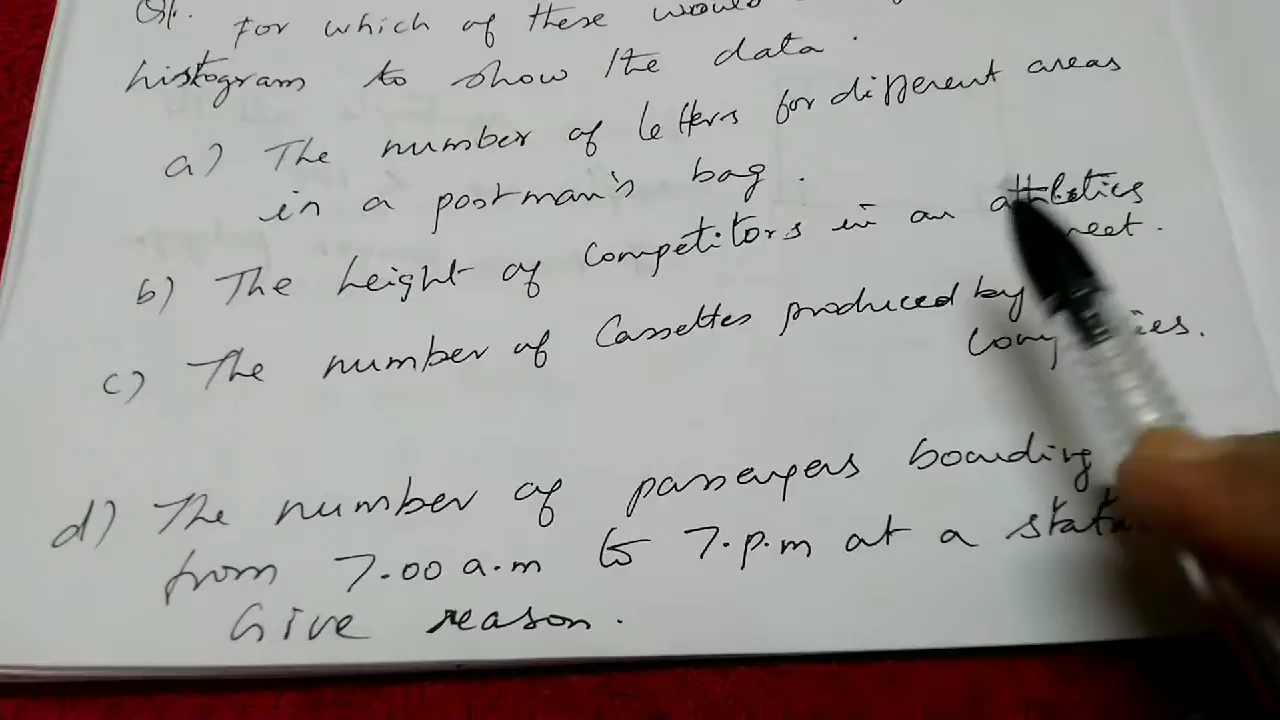 Q1. For which of these would
histogram to show the data.
a) The number of letters for different areas
in a postman's bag.
b) The height of competitors in an athletics
meet.
c) The number of Cassettes produced by
d) The number of passengers boarding
from 7.00 a.m to 7.p.m at a
Give reason.